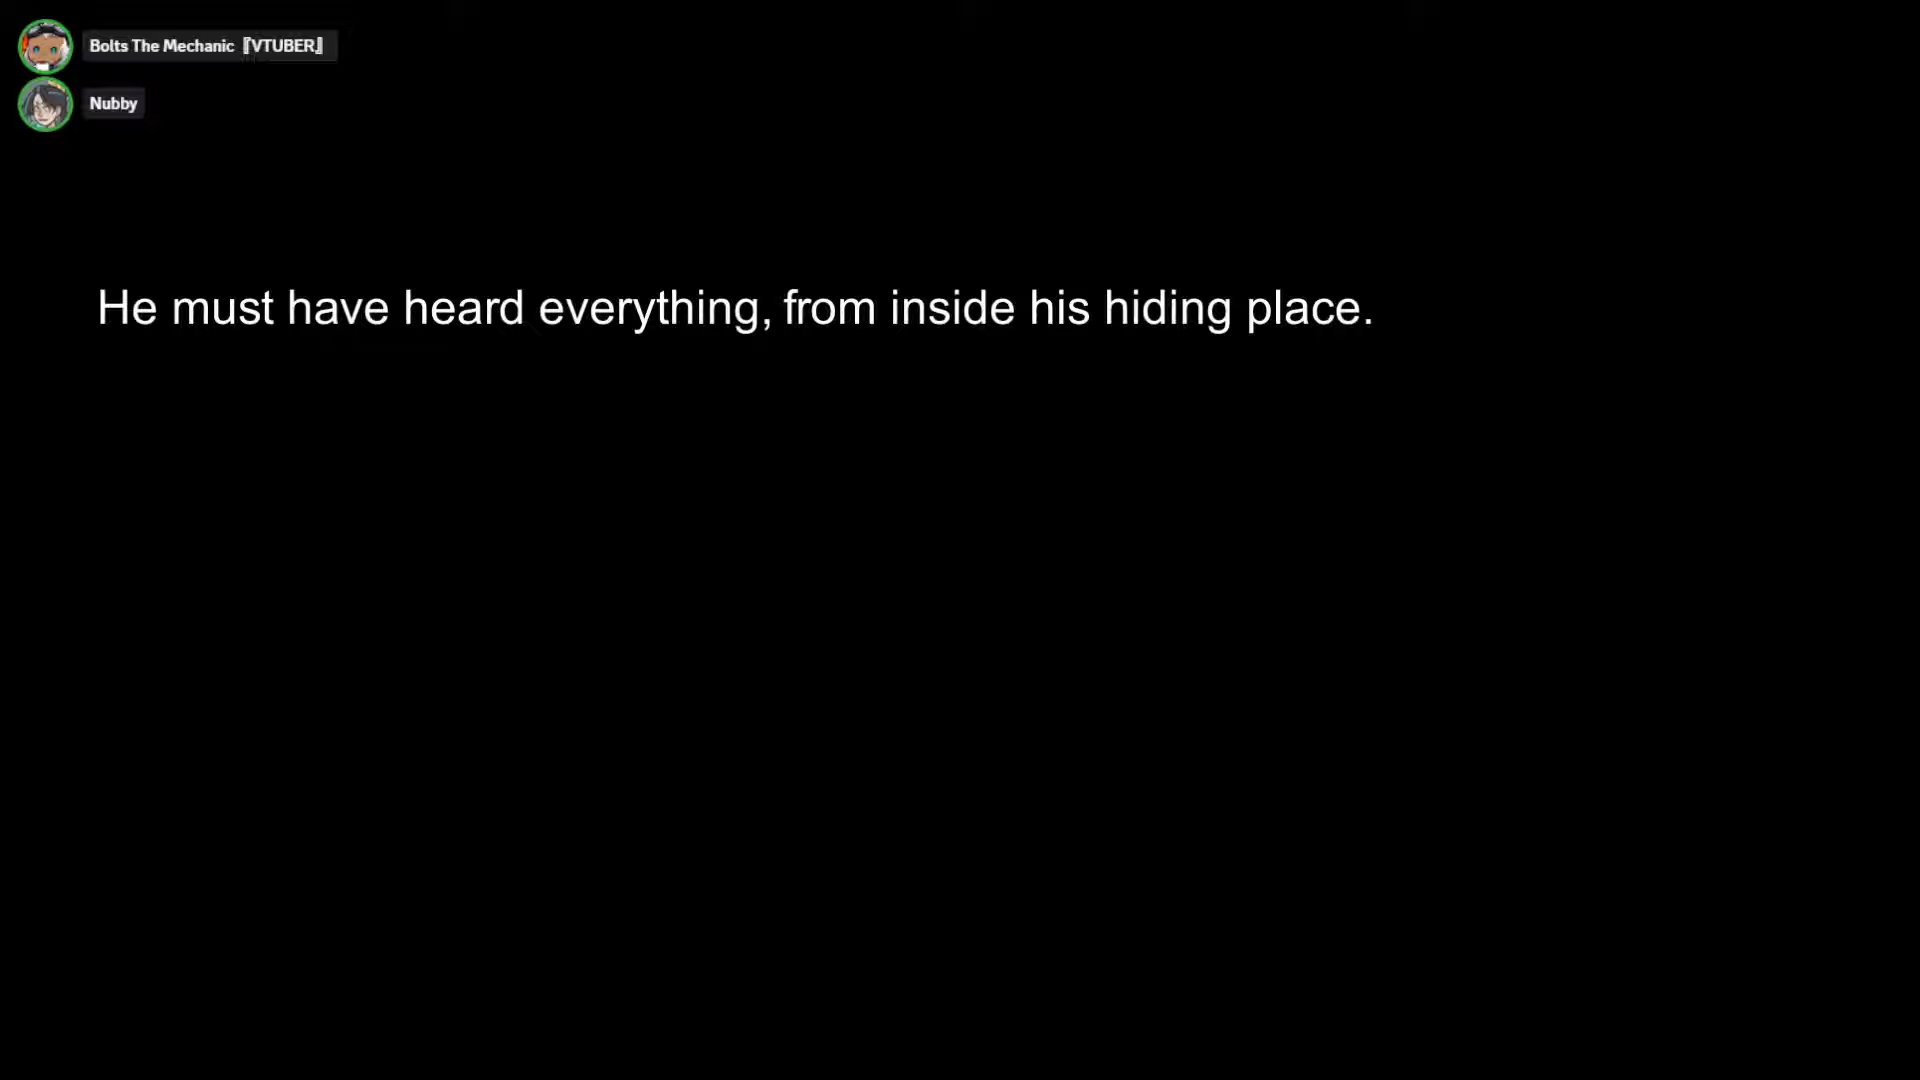 Bolts The Mechanic『VTUBER』
Nubby
He must have heard everything, from inside his hiding place.